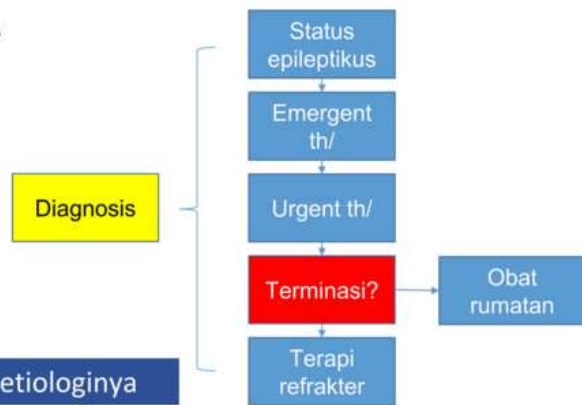 Status
epileptikus
Emergent
th/
Diagnosis
Urgent th/
Terminasi?
Obat
rumatan
Terapi
refrakter
etiologinya